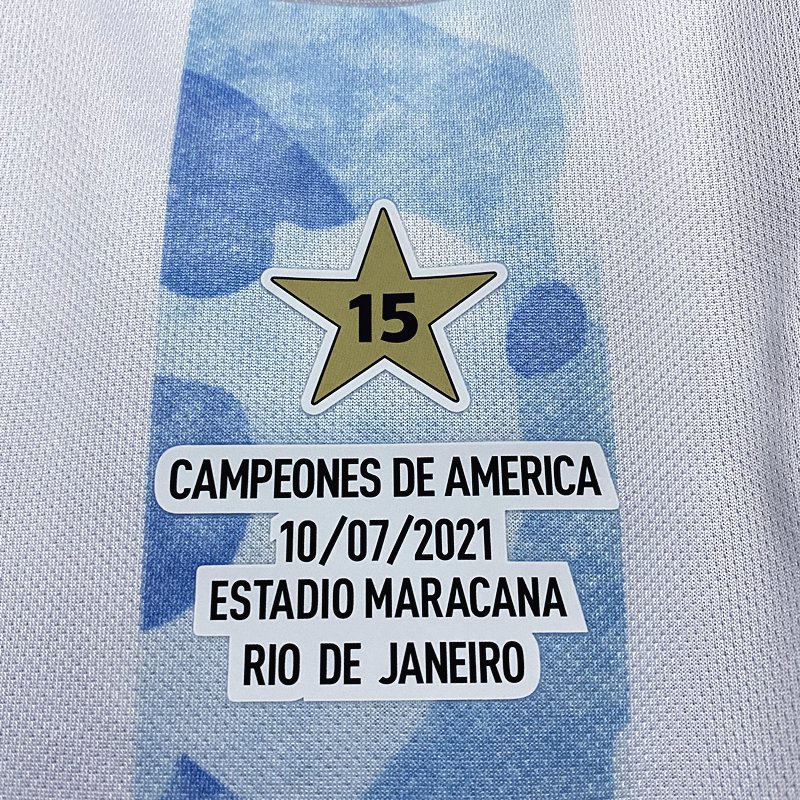 15
CAMPEONES DE AMERICA
10/07/2021
ESTADIO MARACANA
RIO DE JANEIRO